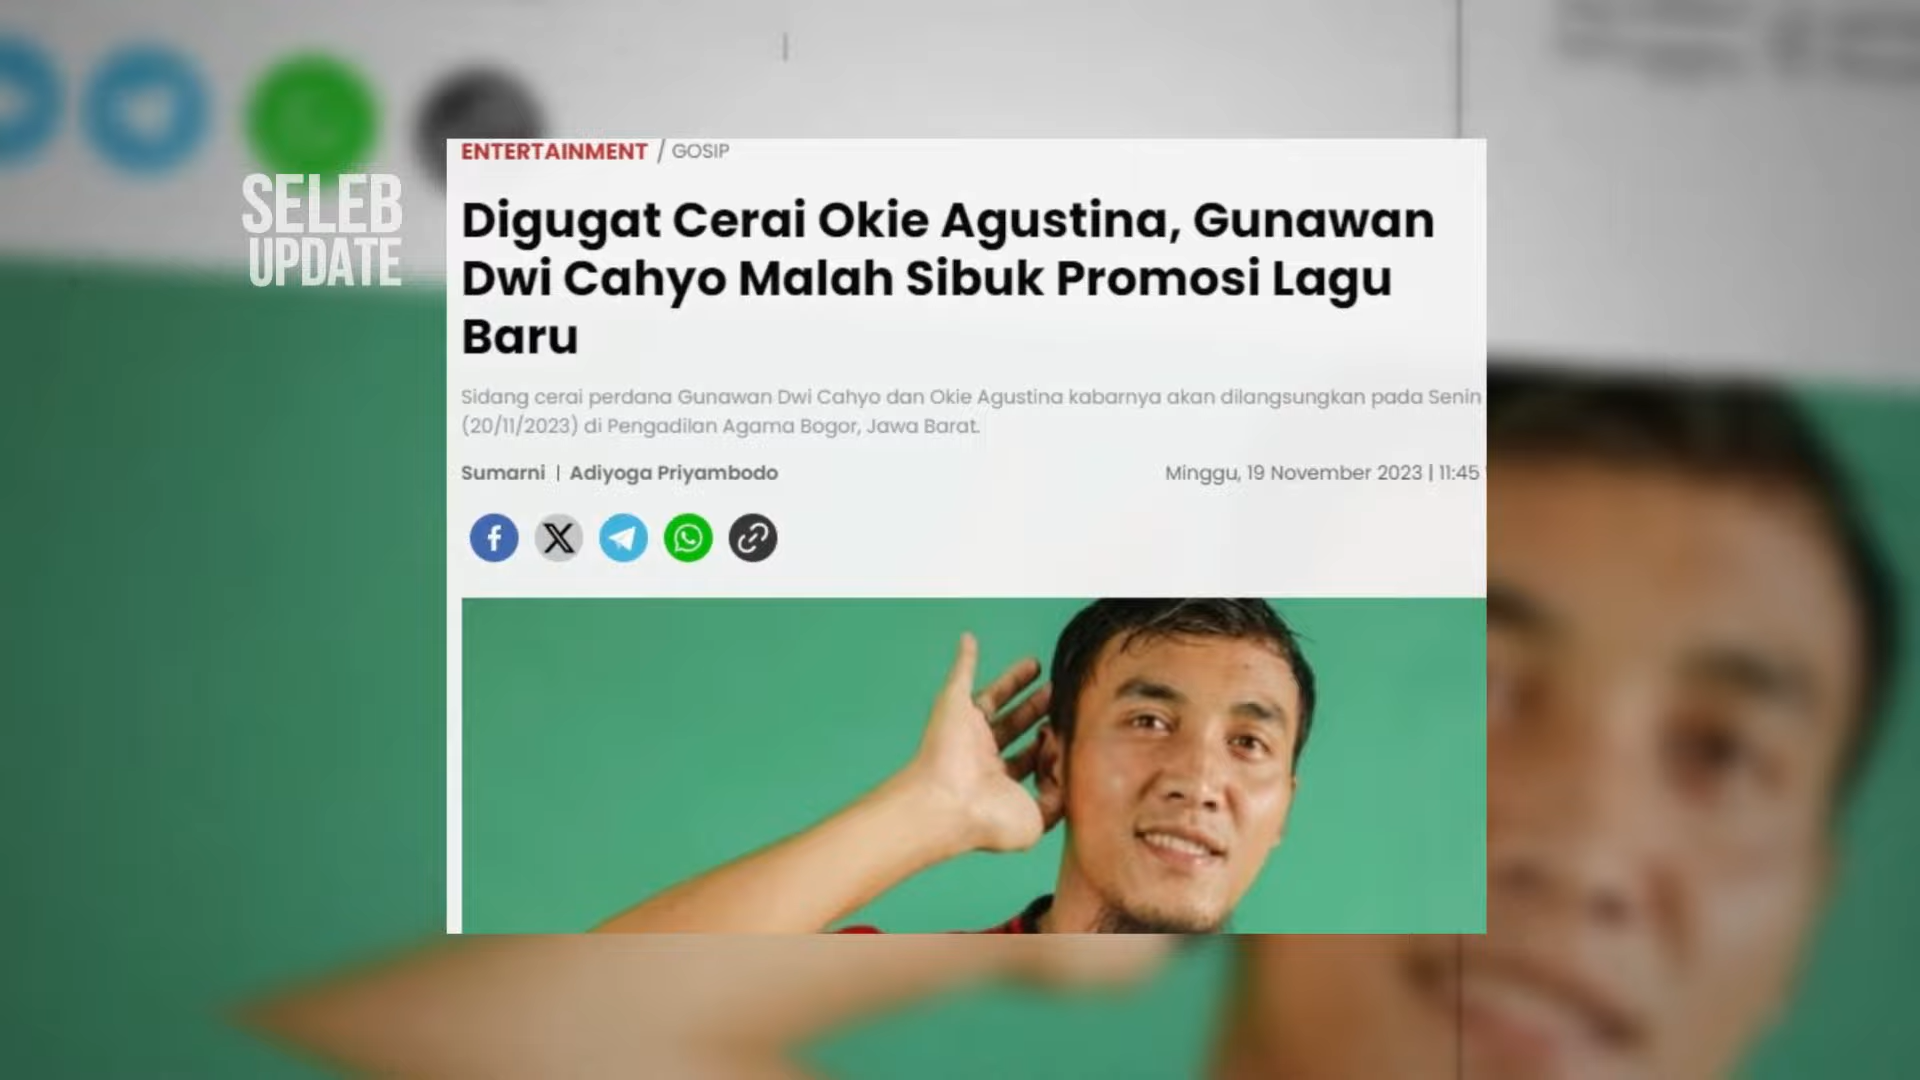 SELEB
UPDATE
ENTERTAINMENT / GOSIP
Digugat Cerai Okie Agustina, Gunawan
Dwi Cahyo Malah Sibuk Promosi Lagu
Baru
Sidang cerai perdana Gunawan Dwi Cahyo dan Okie Agustina kabarnya akan dilangsungkan pada Senin
(20/11/2023) di Pengadilan Agama Bogor, Jawa Barat.
Sumarni | Adiyoga Priyambodo
Minggu, 19 November 2023 | 11:45